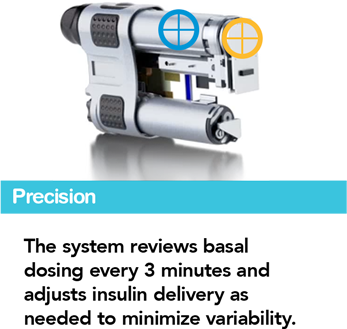 Precision
The system reviews basal
dosing every 3 minutes and
adjusts insulin delivery as
needed to minimize variability.